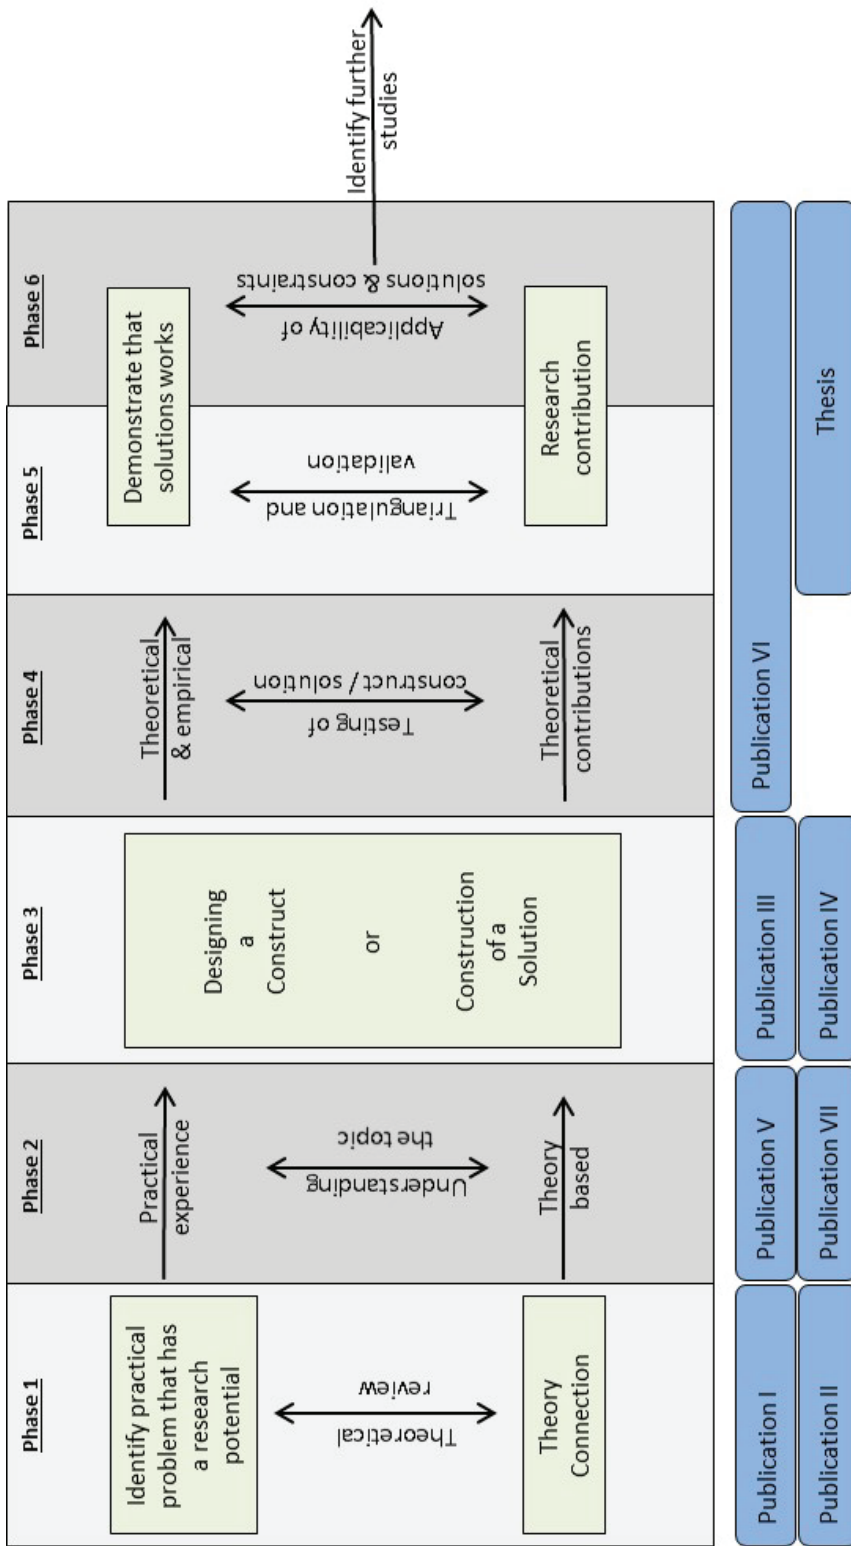 Phase 1
Identify practical
problem that has
a research
potential
Theoretical
review
Theory
Connection
Phase 2
Practical
experience
Understanding
the topic
Theory
based
Phase 3
Designing
a
Construct
or
Construction
of a
Solution
Phase 4
Theoretical
& empirical
Testing of
construct / solution
Theoretical
contributions
Phase 5
Phase 6
Demonstrate that
solutions works
Triangulation and
validation
Applicability of
solutions & constraints
Research
contribution
Identify further
studies
Publication I
Publication II
Publication V
Publication VII
Publication III
Publication IV
Publication VI
Thesis